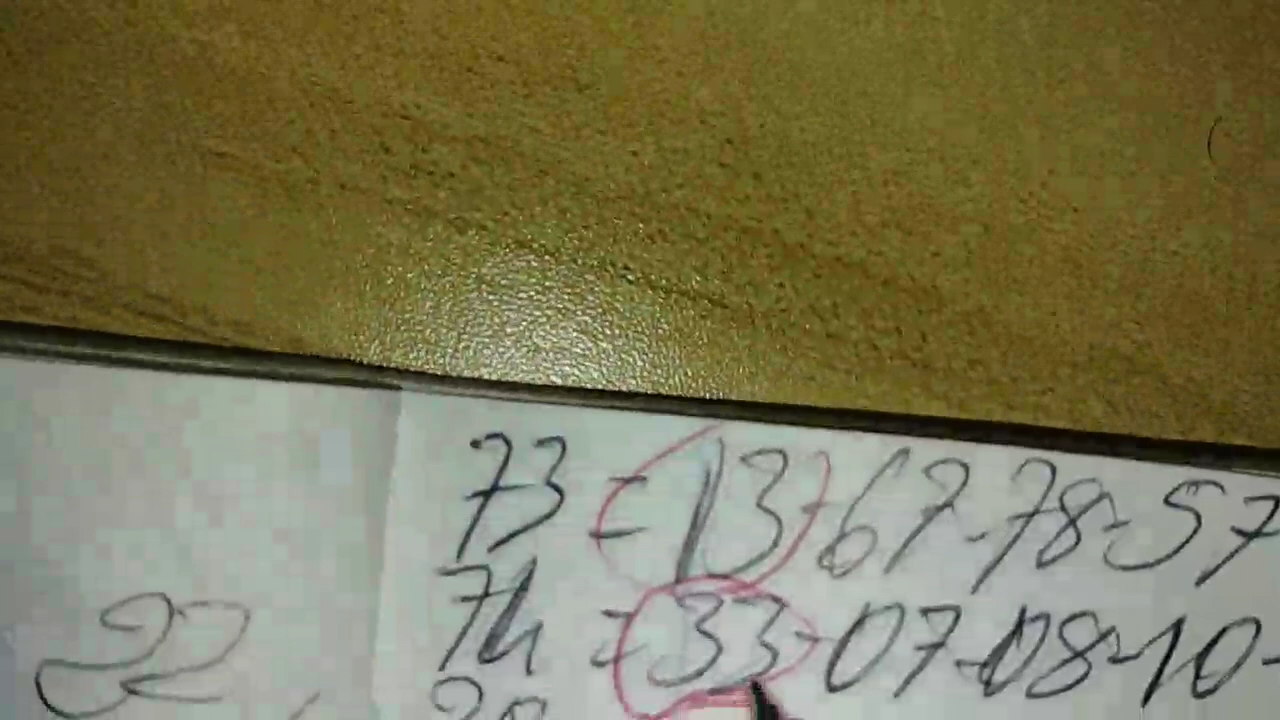 73 = 13-67-78-57
74 = 33-07-08-10-
22